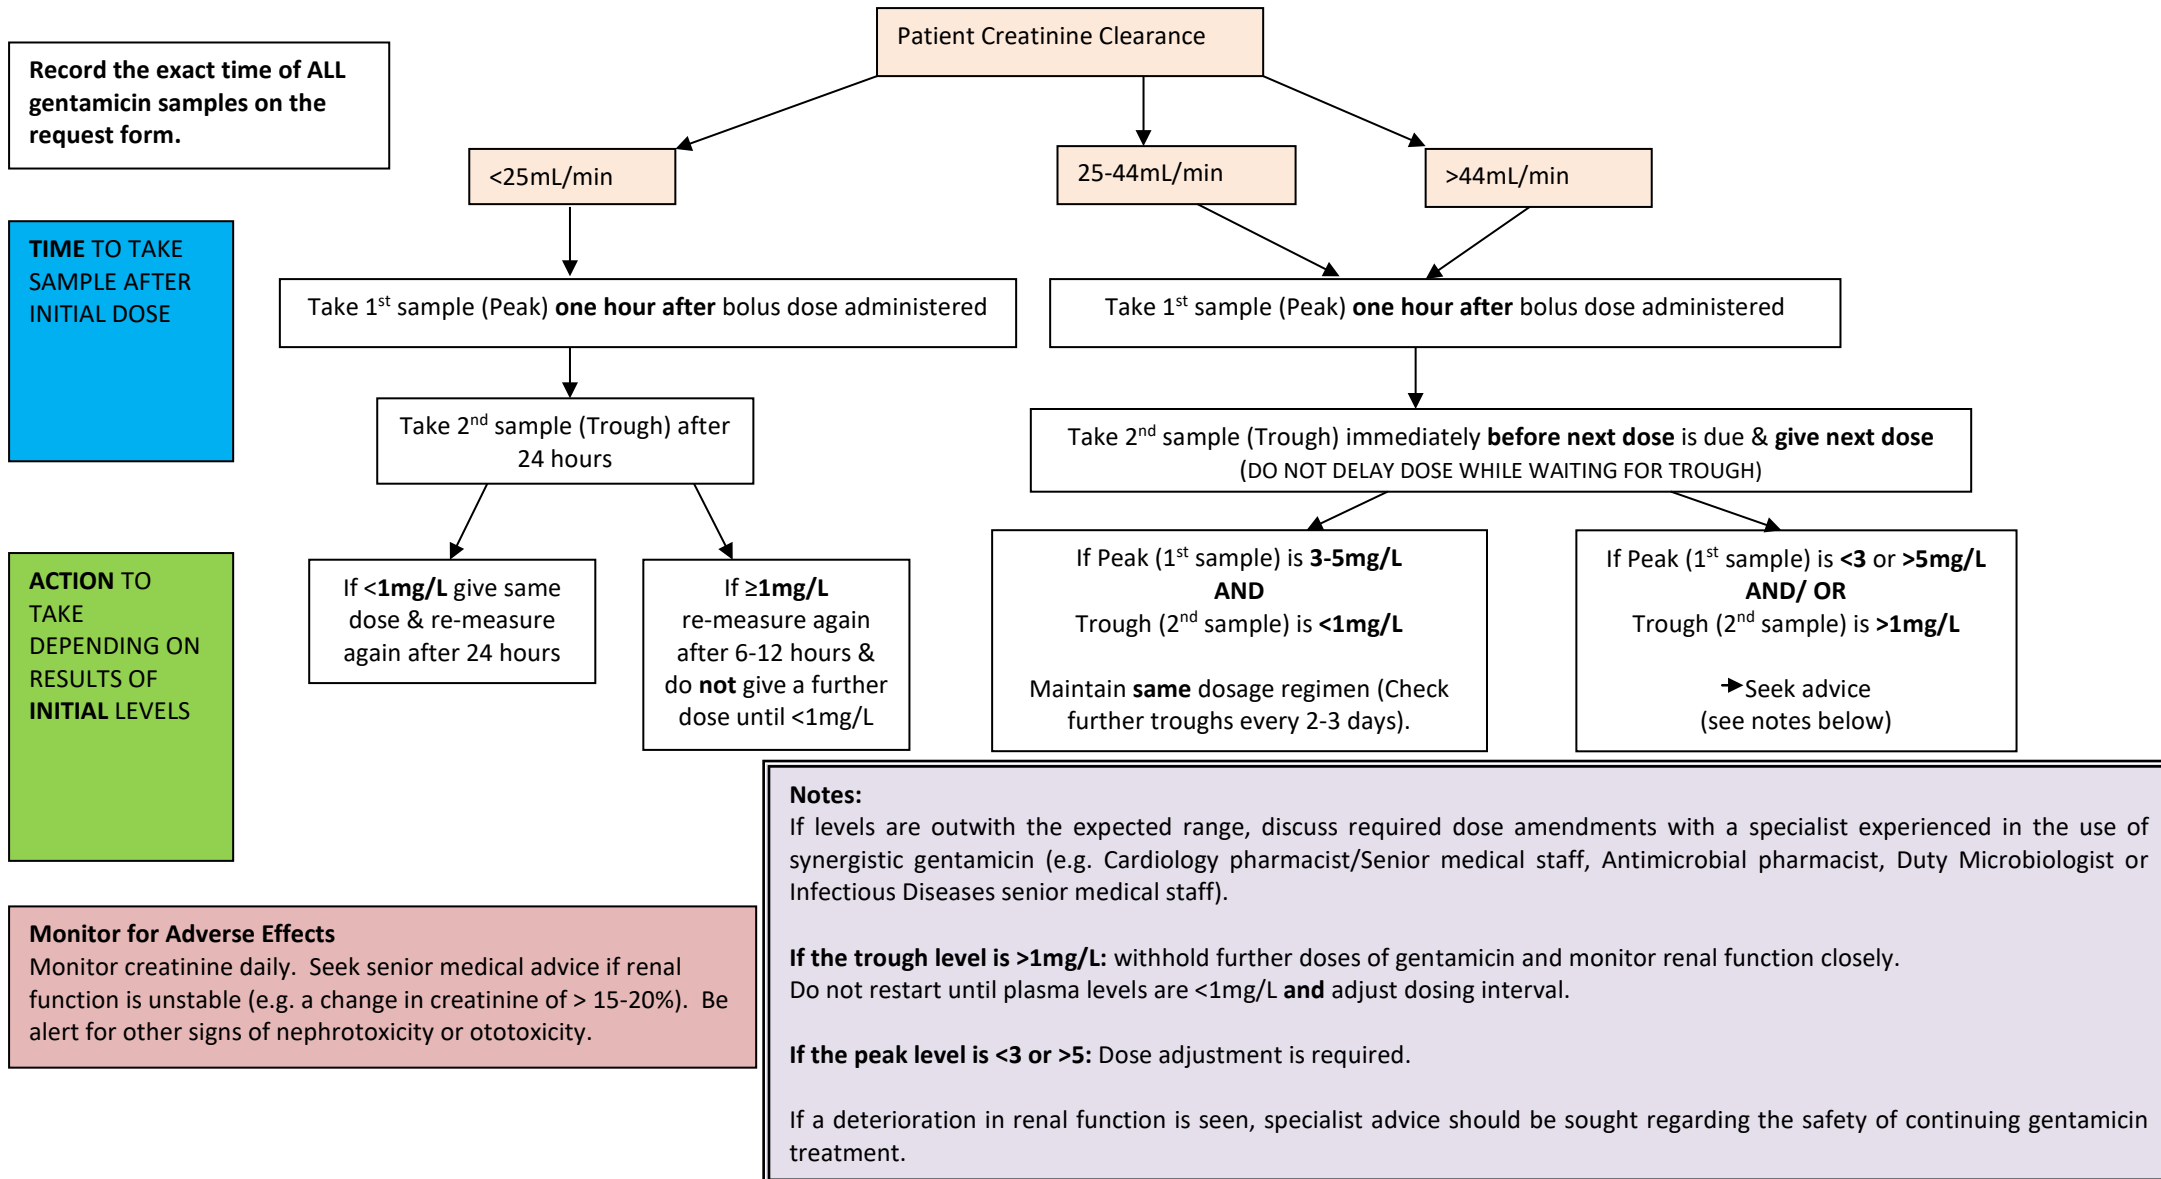 Patient Creatinine Clearance
Record the exact time of ALL
gentamicin samples on the
request form.
<25mL/min
25-44mL/min
>44mL/min
TIME TO TAKE
SAMPLE AFTER
INITIAL DOSE
Take 1st sample (Peak) one hour after bolus dose administered
Take 1st sample (Peak) one hour after bolus dose administered
Take 2nd sample (Trough) after
24 hours
Take 2nd sample (Trough) immediately before next dose is due & give next dose
(DO NOT DELAY DOSE WHILE WAITING FOR TROUGH)
ACTION TO
TAKE
DEPENDING ON
RESULTS OF
INITIAL LEVELS
If <1mg/L give same
dose & re-measure
again after 24 hours
If ≥1mg/L
re-measure again
after 6-12 hours &
do not give a further
dose until <1mg/L
If Peak (1st sample) is 3-5mg/L
AND
Trough (2nd sample) is <1mg/L
Maintain same dosage regimen (Check
further troughs every 2-3 days).
If Peak (1st sample) is <3 or >5mg/L
AND/ OR
Trough (2nd sample) is >1mg/L
Seek advice
(see notes below)
Notes:
If levels are outwith the expected range, discuss required dose amendments with a specialist experienced in the use of
synergistic gentamicin (e.g. Cardiology pharmacist/Senior medical staff, Antimicrobial pharmacist, Duty Microbiologist or
Infectious Diseases senior medical staff).
If the trough level is >1mg/L: withhold further doses of gentamicin and monitor renal function closely.
Do not restart until plasma levels are <1mg/L and adjust dosing interval.
If the peak level is <3 or >5: Dose adjustment is required.
If a deterioration in renal function is seen, specialist advice should be sought regarding the safety of continuing gentamicin
treatment.
Monitor for Adverse Effects
Monitor creatinine daily.  Seek senior medical advice if renal
function is unstable (e.g. a change in creatinine of > 15-20%).  Be
alert for other signs of nephrotoxicity or ototoxicity.